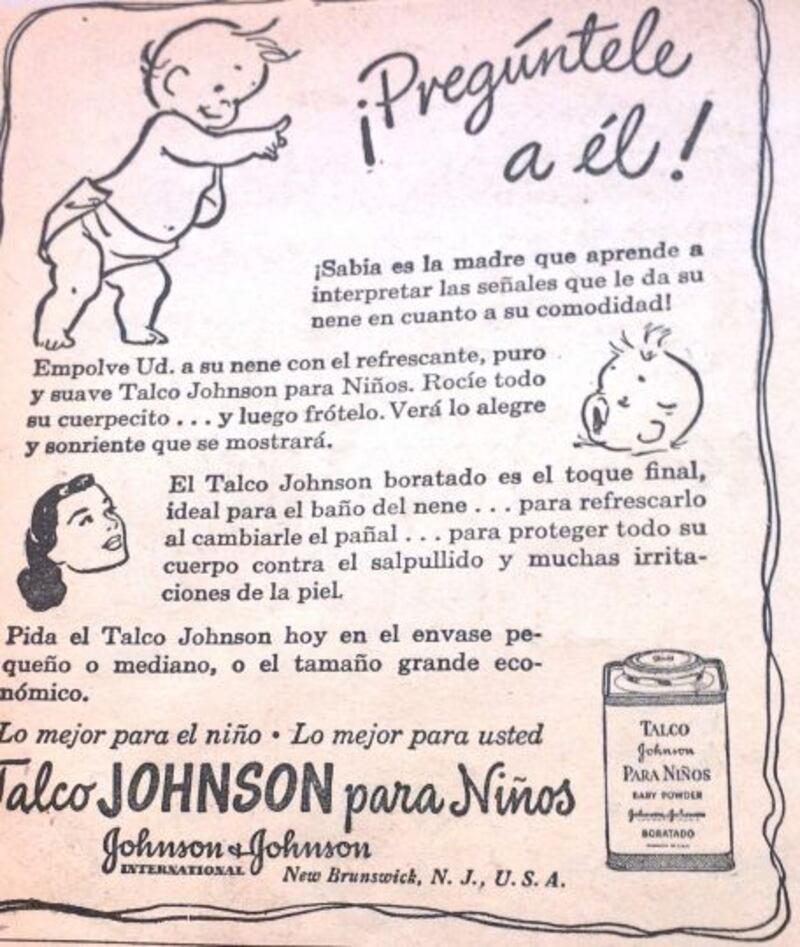 ¡Pregúntele
a él!
¡Sabia es la madre que aprende a
interpretar las señales que le da su
nene en cuanto a su comodidad!
Empolve Ud. a su nene con el refrescante, puro
y suave Talco Johnson para Niños. Rocíe todo
su cuerpecito . . . y luego frótelo. Verá lo alegre
y sonriente que se mostrará.
El Talco Johnson boratado es el toque final,
ideal para el baño del nene . . . para refrescarlo
al cambiarle el pañal . . . para proteger todo su
cuerpo contra el salpullido y muchas irrita-
ciones de la piel.
Pida el Talco Johnson hoy en el envase pe-
queño o mediano, o el tamaño grande eco-
nómico.
Lo mejor para el niño • Lo mejor para usted
Talco JOHNSON para Niños
Johnson & Johnson
INTERNATIONAL
New Brunswick, N. J., U. S. A.
TALCO
Johnson
PARA NIÑOS
BABY POWDER
Johnson & Johnson
BORATADO